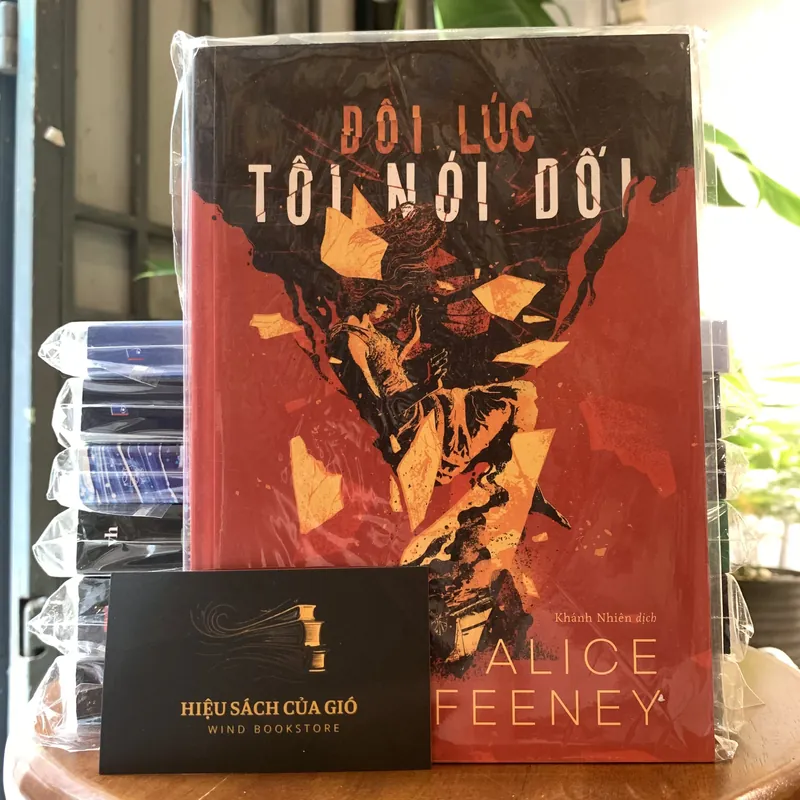 ĐÔI LÚC
TÔI NÓI DỐI
Khánh Nhiên dịch
ALICE
FEENEY
HIỆU SÁCH CỦA GIÓ
WIND BOOKSTORE